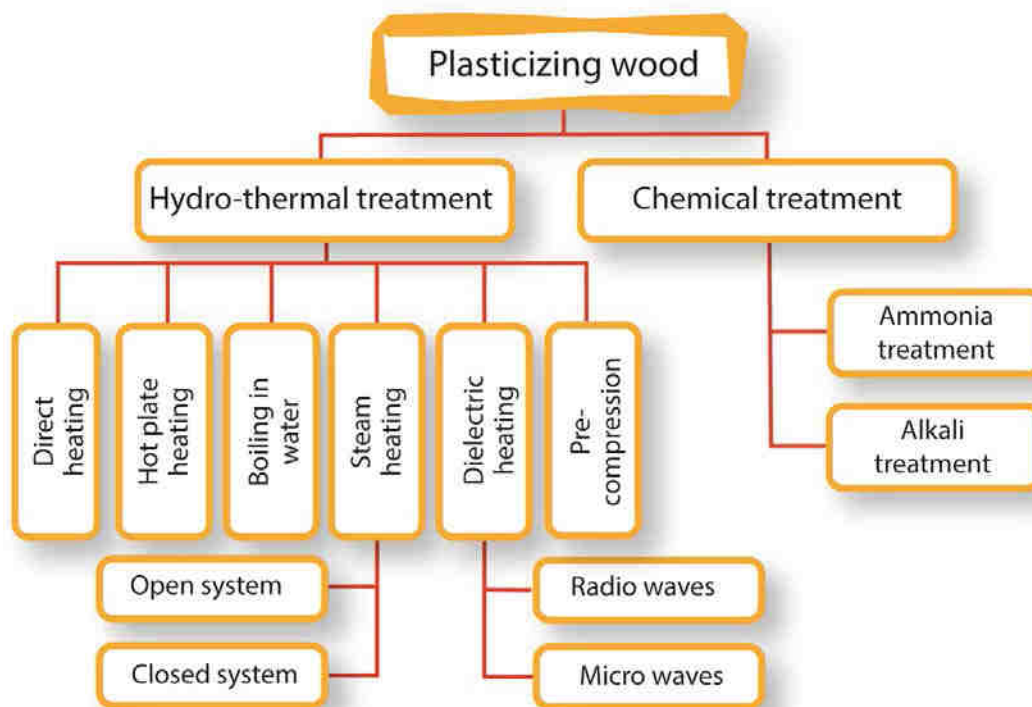 Plasticizing wood
Hydro-thermal treatment
Chemical treatment
Direct
heating
Hot plate
heating
Boiling in
water
Steam
heating
Dielectric
heating
Pre-
compression
Ammonia
treatment
Alkali
treatment
Open system
Closed system
Radio waves
Micro waves